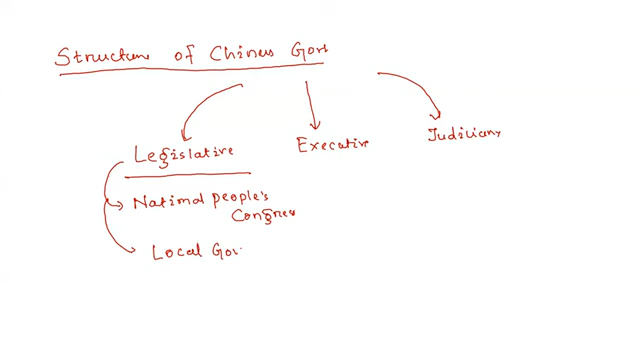 Structure of Chines Govt
Legislative
Executive
Judiciary
National people's
Congress
Local Gov